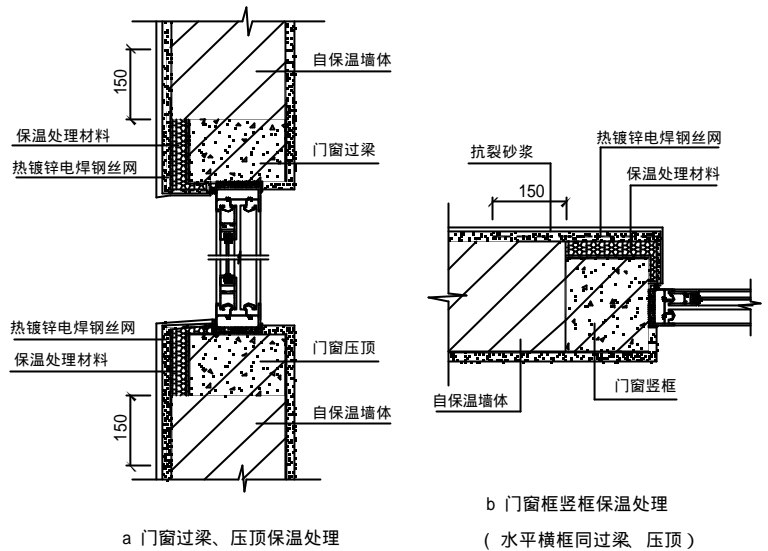 150
自保温墙体
保温处理材料
门窗过梁
热镀锌电焊钢丝网
热镀锌电焊钢丝网
门窗压顶
保温处理材料
自保温墙体
150
a 门窗过梁、压顶保温处理
热镀锌电焊钢丝网
抗裂砂浆
保温处理材料
150
门窗竖框
自保温墙体
b 门窗框竖框保温处理
(水平横框同过梁、压顶)